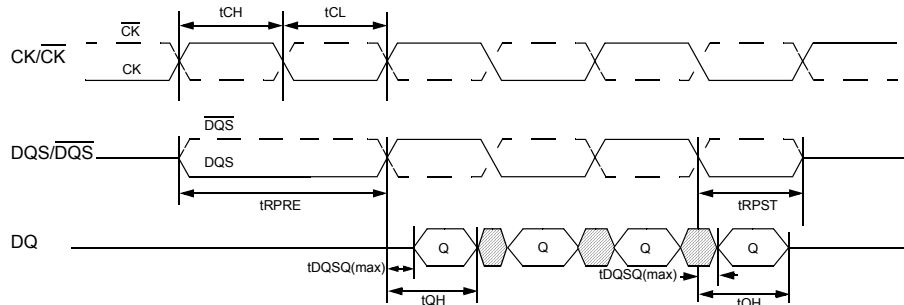 tCH tCL
CK
CK/CK
CK
DQS
DQS/DQS
DQS
tRPRE tRPST
DQ
Q Q Q Q
tDQSQ(max) tDQSQ(max)
tQH tQH